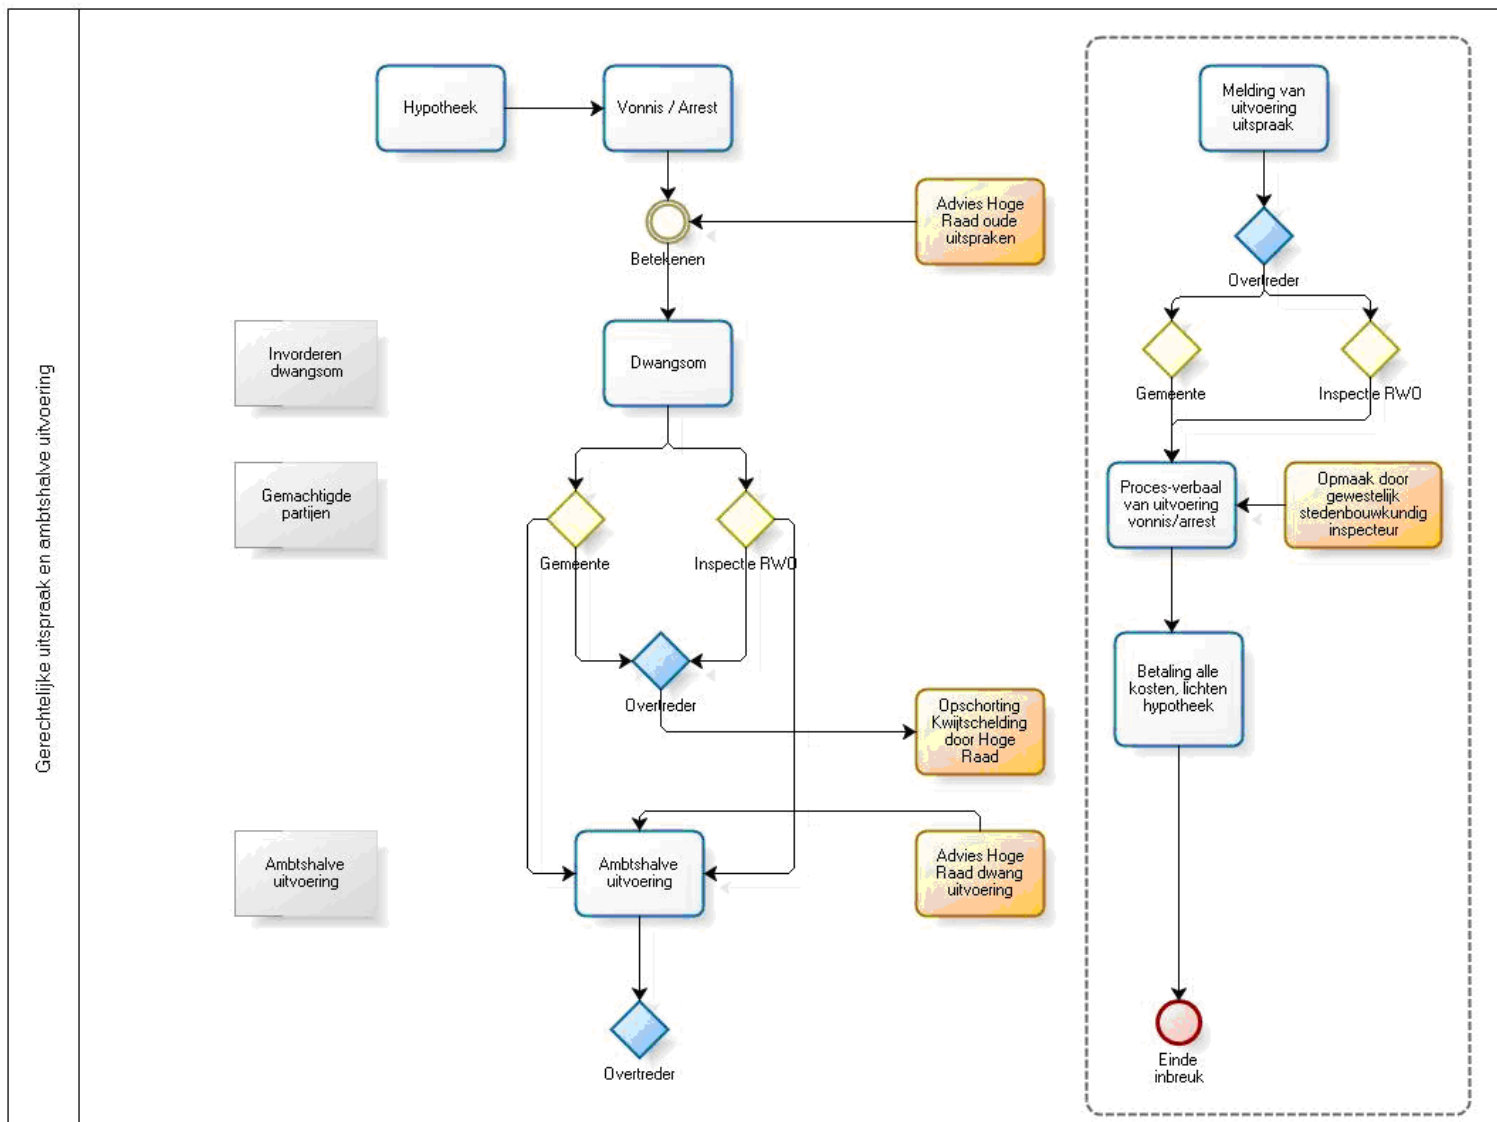 Gerechtelijke uitspraak en ambtshalve uitvoering
Hypotheek
Vonnis / Arrest
Betekenen
Advies Hoge
Raad oude
uitspraken
Invorderen
dwangsom
Dwangsom
Gemachtigde
partijen
Gemeente
Inspectie RWO
Overtreder
Opschorting
Kwijtschelding
door Hoge
Raad
Ambtshalve
uitvoering
Ambtshalve
uitvoering
Advies Hoge
Raad dwang
uitvoering
Overtreder
Melding van
uitvoering
uitspraak
Overtreder
Gemeente
Inspectie RWO
Proces-verbaal
van uitvoering
vonnis/arrest
Opmaak door
gewestelijk
stedenbouwkundig
inspecteur
Betaling alle
kosten, lichten
hypotheek
Einde
inbreuk